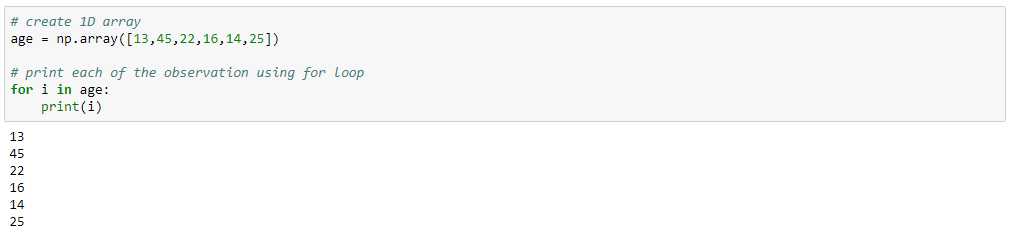 # create 1D array
age = np.array([13,45,22,16,14,25])
# print each of the observation using for loop
for i in age:
    print(i)
13
45
22
16
14
25